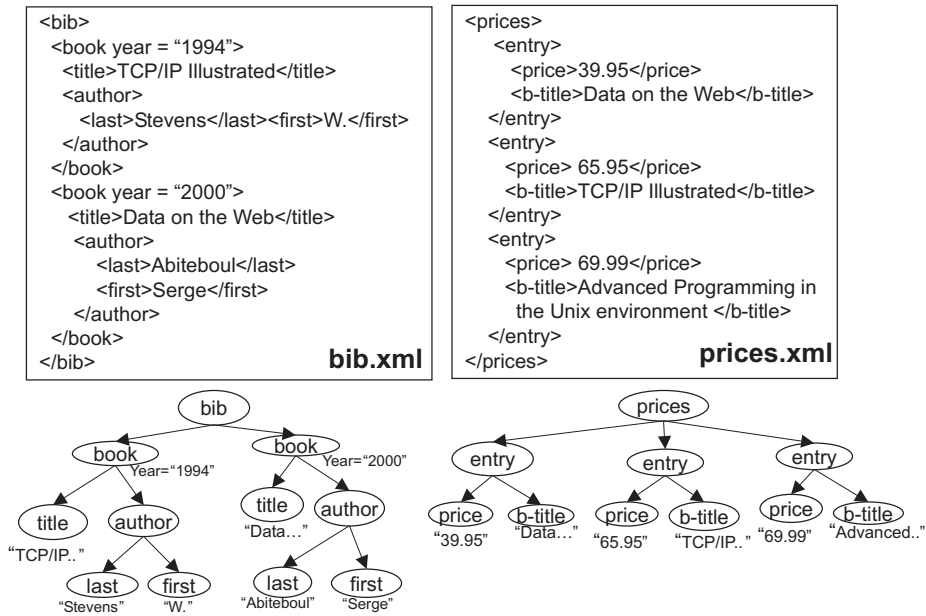 <bib>
<book year = “1994”>
<title>TCP/IP Illustrated</title>
<author>
<last>Stevens</last><first>W.</first>
</author>
</book>
<book year = “2000”>
<title>Data on the Web</title>
<author>
<last>Abiteboul</last>
<first>Serge</first>
</author>
</book>
</bib>
bib.xml
<prices>
<entry>
<price>39.95</price>
<b-title>Data on the Web</b-title>
</entry>
<entry>
<price> 65.95</price>
<b-title>TCP/IP Illustrated</b-title>
</entry>
<entry>
<price> 69.99</price>
<b-title>Advanced Programming in
the Unix environment </b-title>
</entry>
</prices>
prices.xml
bib
book
Year=“1994”
book
Year=“2000”
title
“TCP/IP..”
author
last
“Stevens”
first
“W.”
title
“Data…”
author
last
“Abiteboul”
first
“Serge”
prices
entry
entry
entry
price
“39.95”
b-title
“Data…”
price
“65.95”
b-title
“TCP/IP..”
price
“69.99”
b-title
“Advanced..”